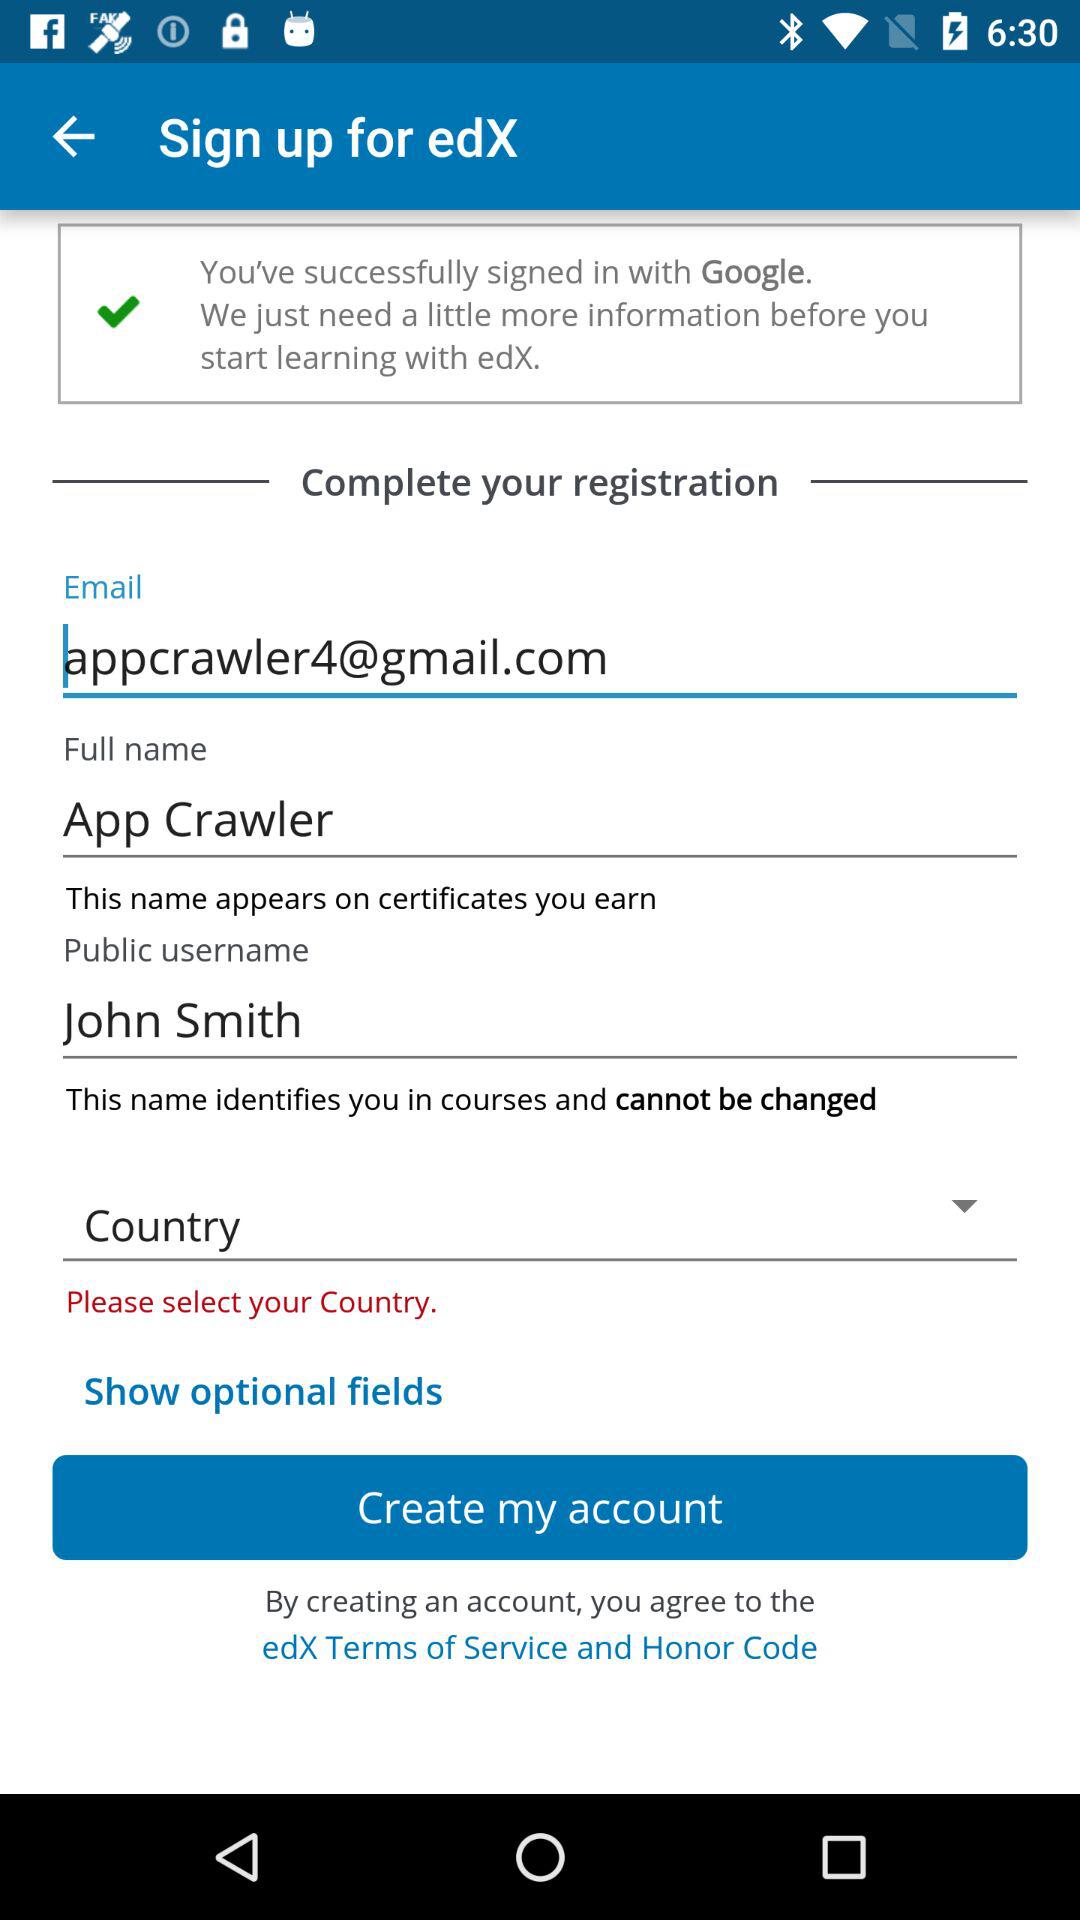 FAKE
6:30
Sign up for edX
You’ve successfully signed in with Google.
We just need a little more information before you
start learning with edX.
Complete your registration
Email
appcrawler4@gmail.com
Full name
App Crawler
This name appears on certificates you earn
Public username
John Smith
This name identifies you in courses and cannot be changed
Country
Please select your Country.
Show optional fields
Create my account
By creating an account, you agree to the
edX Terms of Service and Honor Code